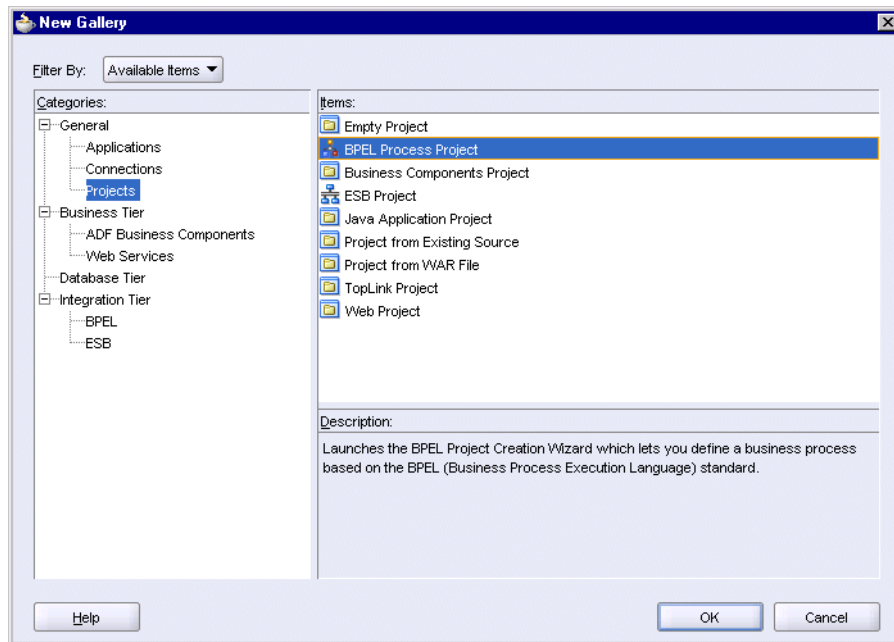 New Gallery
Filter By: Available Items
Categories:
General
Applications
Connections
Projects
Business Tier
ADF Business Components
Web Services
Database Tier
Integration Tier
BPEL
ESB
Items:
Empty Project
BPEL Process Project
Business Components Project
ESB Project
Java Application Project
Project from Existing Source
Project from WAR File
TopLink Project
Web Project
Description:
Launches the BPEL Project Creation Wizard which lets you define a business process
based on the BPEL (Business Process Execution Language) standard.
Help OK Cancel